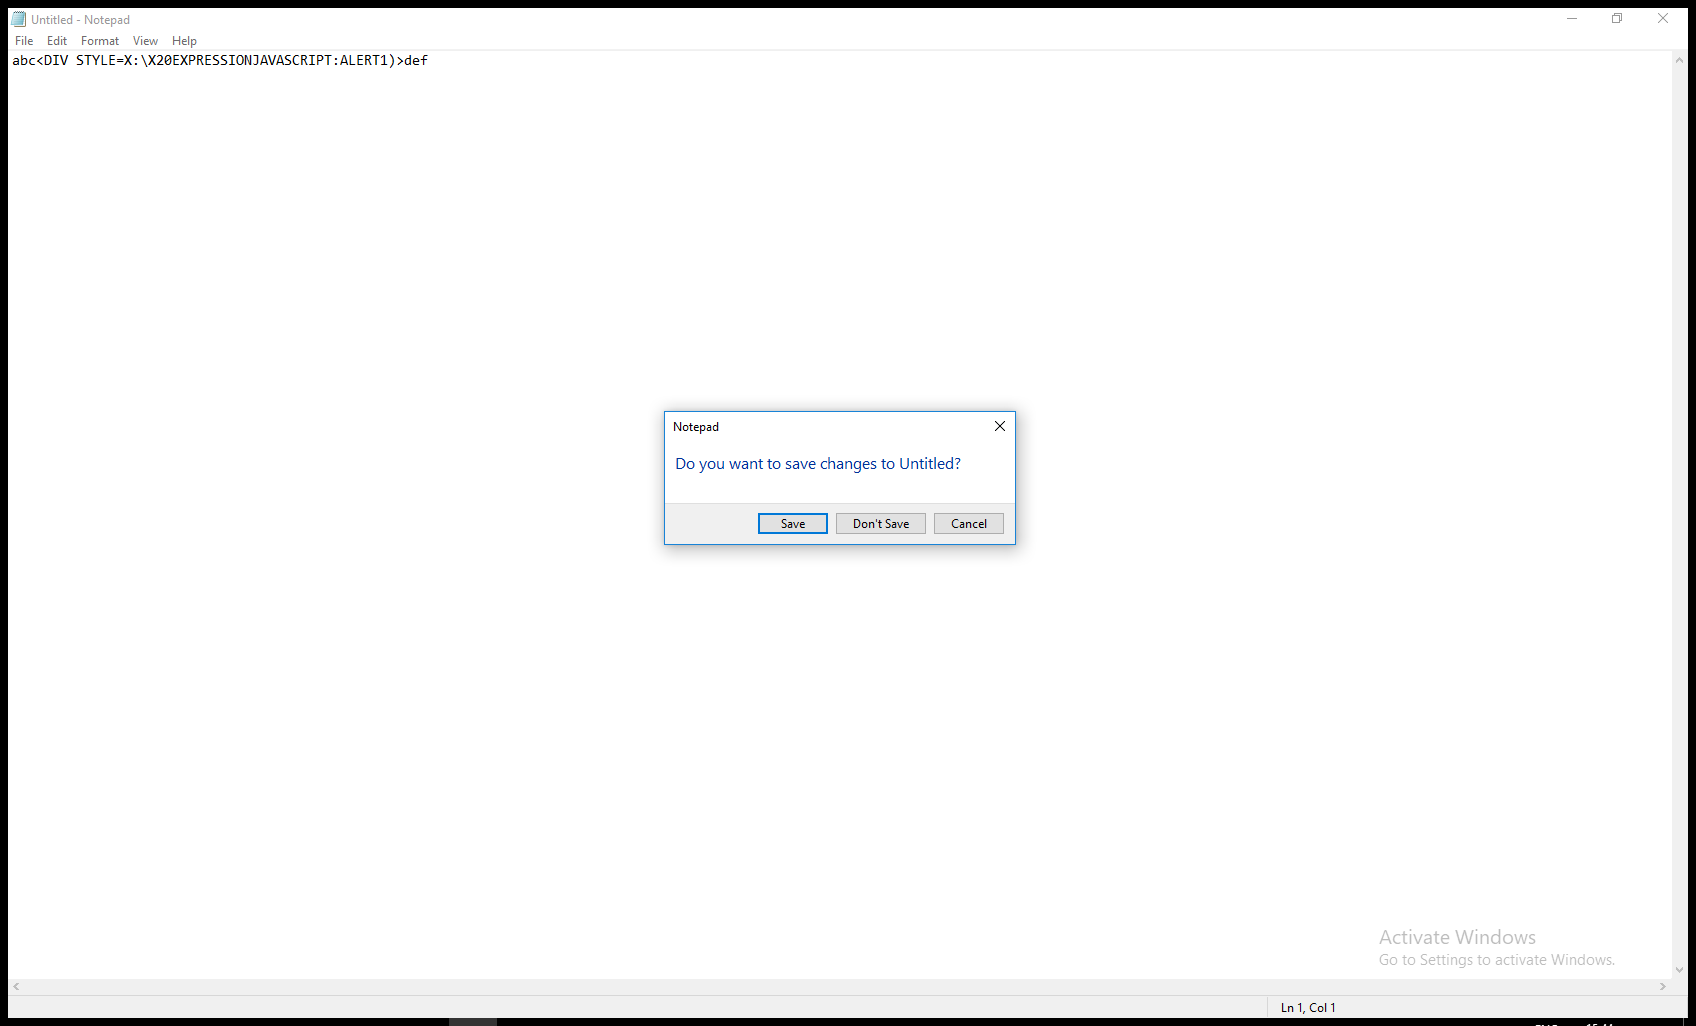 Untitled - Notepad
File Edit Format View Help
abc<DIV STYLE=X:\X20EXPRESSIONJAVASCRIPT:ALERT1)>def
Notepad
Do you want to save changes to Untitled?
Save Don't Save Cancel
Activate Windows
Go to Settings to activate Windows.
Ln 1, Col 1